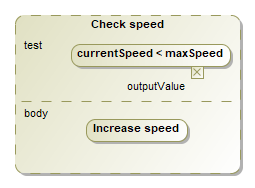 Check speed
test
currentSpeed < maxSpeed
outputValue
body
Increase speed